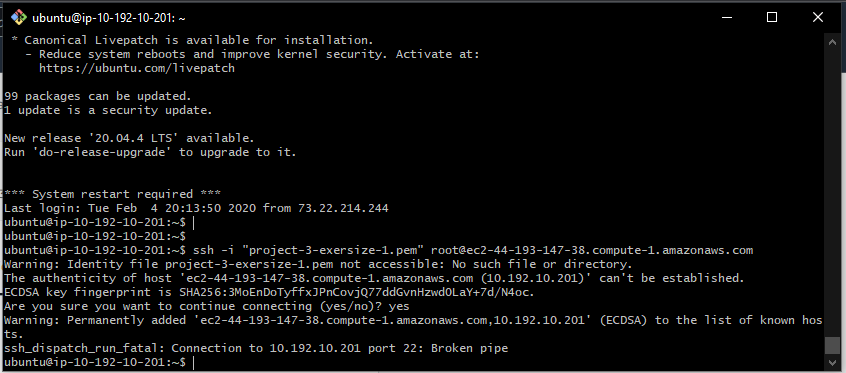 ubuntu@ip-10-192-10-201: ~
* Canonical Livepatch is available for installation.
- Reduce system reboots and improve kernel security. Activate at:
https://ubuntu.com/livepatch
99 packages can be updated.
1 update is a security update.
New release '20.04.4 LTS' available.
Run 'do-release-upgrade' to upgrade to it.
*** System restart required ***
Last login: Tue Feb  4 20:13:50 2020 from 73.22.214.244
ubuntu@ip-10-192-10-201:~$
ubuntu@ip-10-192-10-201:~$
ubuntu@ip-10-192-10-201:~$ ssh -i "project-3-exersize-1.pem" root@ec2-44-193-147-38.compute-1.amazonaws.com
Warning: Identity file project-3-exersize-1.pem not accessible: No such file or directory.
The authenticity of host 'ec2-44-193-147-38.compute-1.amazonaws.com (10.192.10.201)' can't be established.
ECDSA key fingerprint is SHA256:3MoEnDoTyffxJPnCovjQ77ddGvnHzwdOLaY+7d/N4oc.
Are you sure you want to continue connecting (yes/no)? yes
Warning: Permanently added 'ec2-44-193-147-38.compute-1.amazonaws.com,10.192.10.201' (ECDSA) to the list of known hos
ts.
ssh_dispatch_run_fatal: Connection to 10.192.10.201 port 22: Broken pipe
ubuntu@ip-10-192-10-201:~$